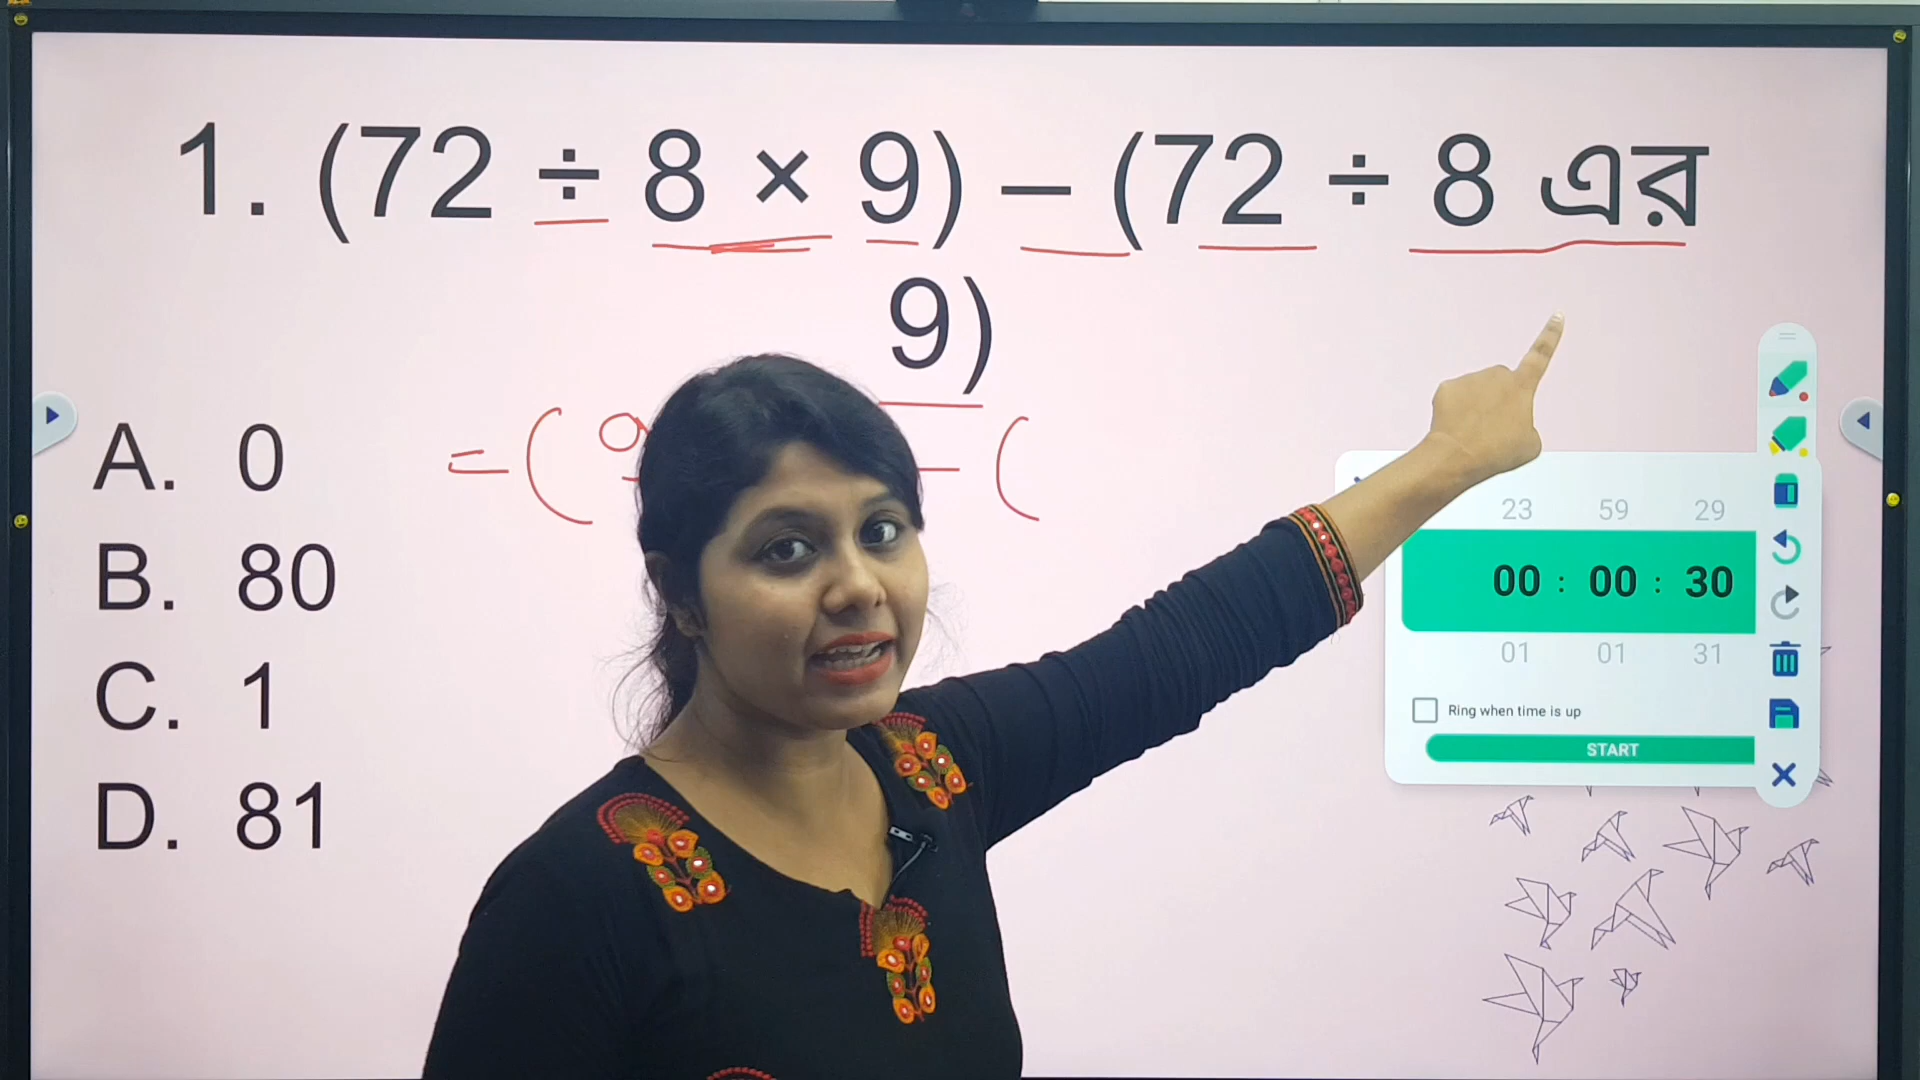 1. (72 ÷ 8 × 9) – (72 ÷ 8 এর
9)
= ( 9 – (
A. 0
B. 80
C. 1
D. 81
23 59 29
00 : 00 : 30
01 01 31
Ring when time is up
START